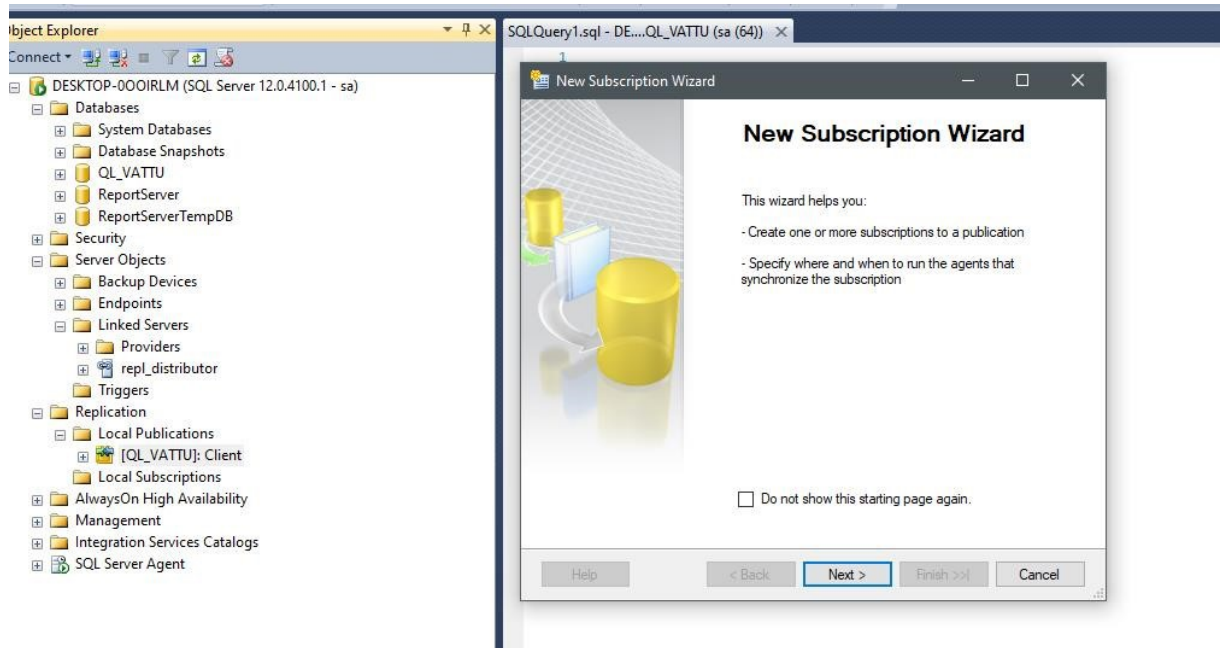 Object Explorer
Connect
DESKTOP-0OOIRLM (SQL Server 12.0.4100.1 - sa)
Databases
System Databases
Database Snapshots
QL_VATTU
ReportServer
ReportServerTempDB
Security
Server Objects
Backup Devices
Endpoints
Linked Servers
Providers
repl_distributor
Triggers
Replication
Local Publications
[QL_VATTU]: Client
Local Subscriptions
AlwaysOn High Availability
Management
Integration Services Catalogs
SQL Server Agent
SQLQuery1.sql - DE....QL_VATTU (sa (64))
1
New Subscription Wizard
New Subscription Wizard
This wizard helps you:
- Create one or more subscriptions to a publication
- Specify where and when to run the agents that
synchronize the subscription
Do not show this starting page again.
Help
< Back
Next >
Finish >>|
Cancel